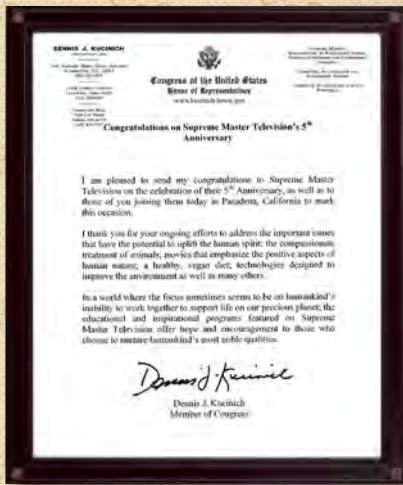 DENNIS J. KUCINICH
Congress of the United States
House of Representatives
www.kucinich.house.gov
Congratulations on Supreme Master Television's 5th
Anniversary
I am pleased to send my congratulations to Supreme Master
Television on the celebration of their 5th Anniversary, as well as to
those of you joining them today in Pasadena, California to mark
this occasion.
I thank you for your ongoing efforts to address the important issues
that have the potential to uplift the human spirit: the compassionate
treatment of animals; movies that emphasize the positive aspects of
human nature; a healthy, vegan diet; technologies designed to
improve the environment as well as many others.
In a world where the focus sometimes seems to be on humankind's
inability to work together to support life on our precious planet; the
educational and inspirational programs featured on Supreme
Master Television offer hope and encouragement to those who
choose to nurture humankind's most noble qualities.
Dennis J. Kucinich
Dennis J. Kucinich
Member of Congress